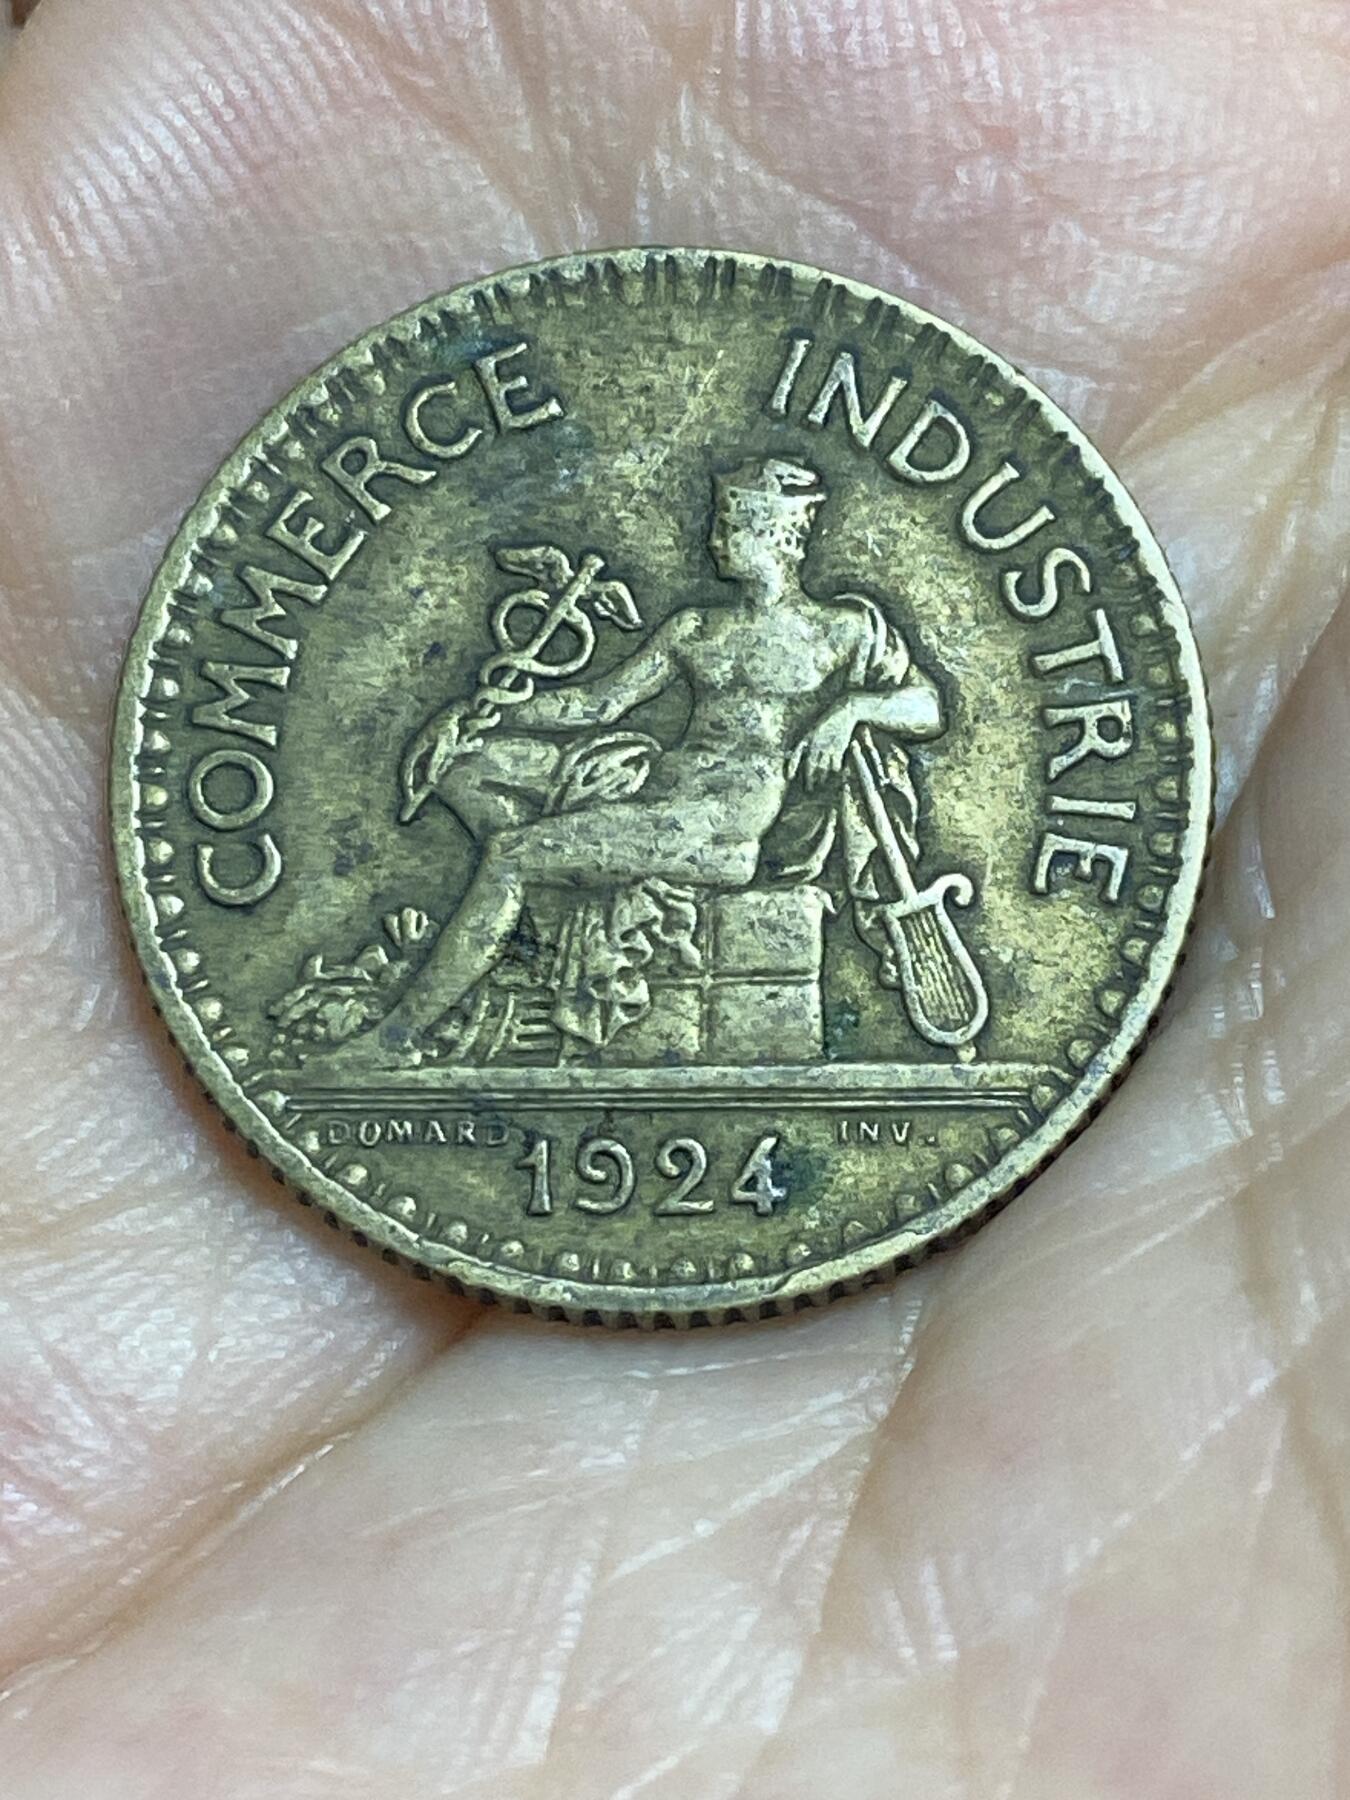 COMMERCE INDUSTRIE
DOMARD INV.
1924